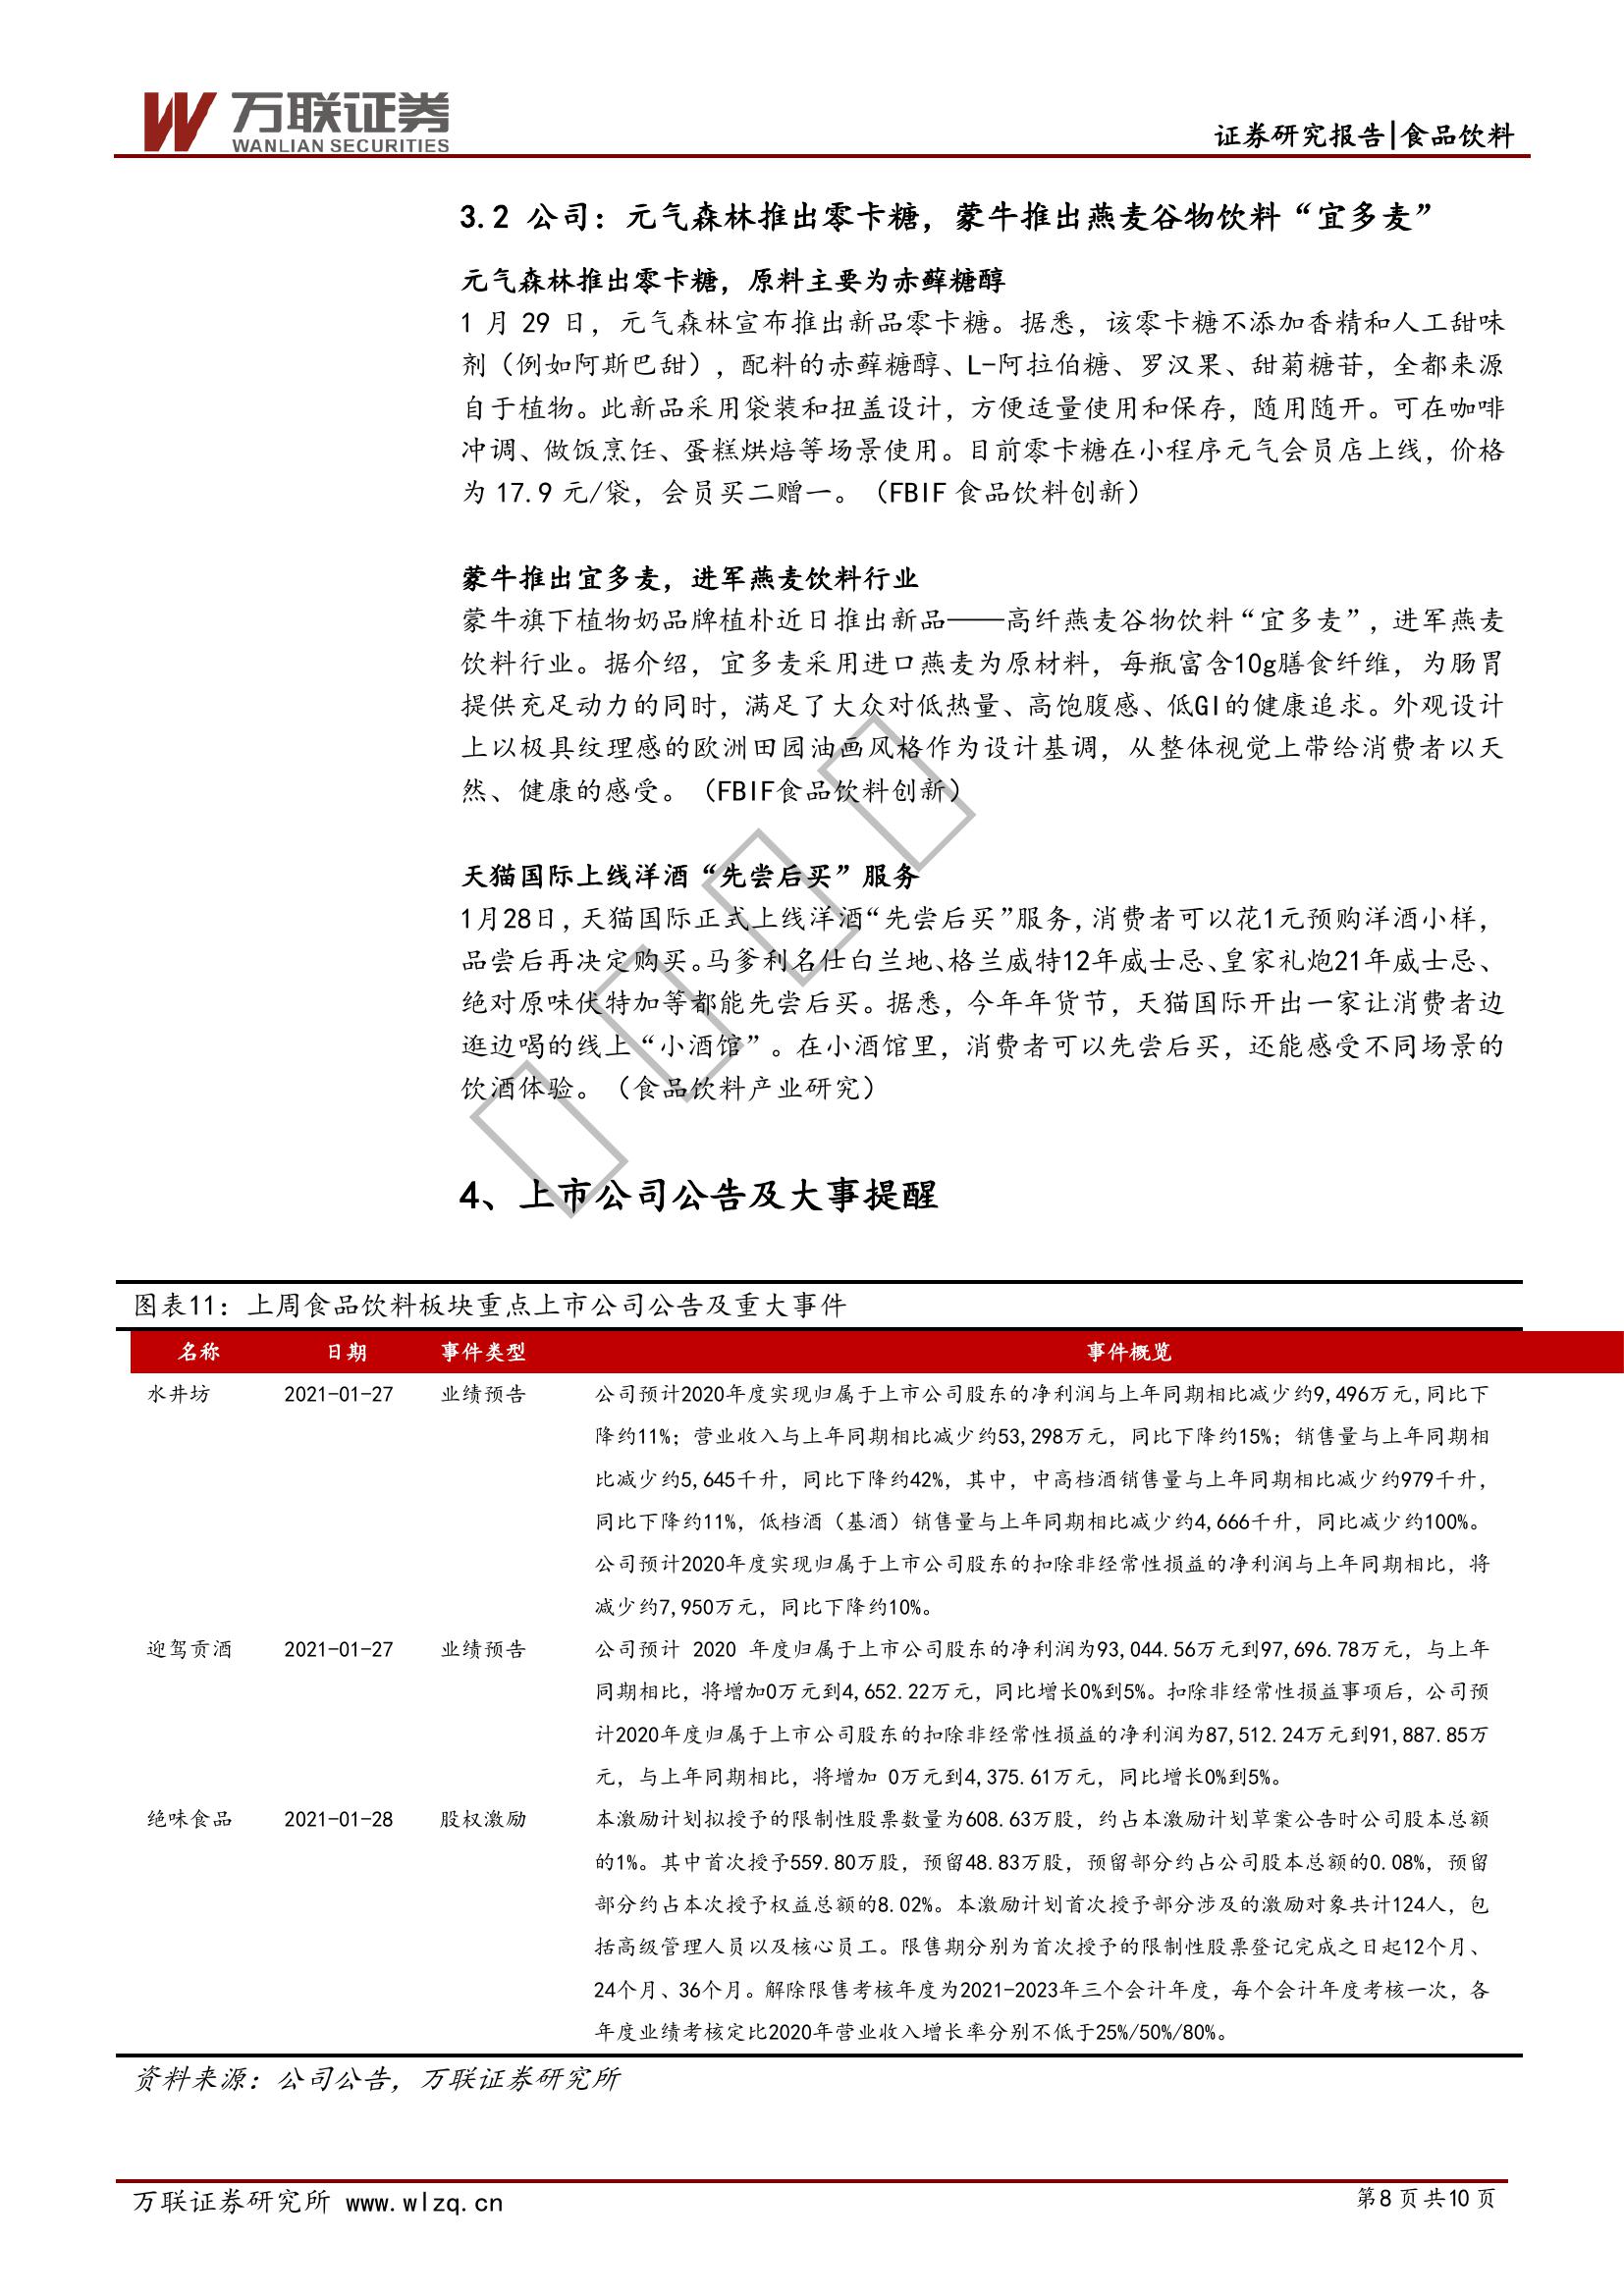 万联证券
WANLIAN SECURITIES
证券研究报告|食品饮料
3.2 公司：元气森林推出零卡糖，蒙牛推出燕麦谷物饮料“宜多麦”
元气森林推出零卡糖，原料主要为赤藓糖醇
1 月 29 日，元气森林宣布推出新品零卡糖。据悉，该零卡糖不添加香精和人工甜味
剂（例如阿斯巴甜），配料的赤藓糖醇、L-阿拉伯糖、罗汉果、甜菊糖苷，全都来源
自于植物。此新品采用袋装和扭盖设计，方便适量使用和保存，随用随开。可在咖啡
冲调、做饭烹饪、蛋糕烘焙等场景使用。目前零卡糖在小程序元气会员店上线，价格
为 17.9 元/袋，会员买二赠一。（FBIF 食品饮料创新）
蒙牛推出宜多麦，进军燕麦饮料行业
蒙牛旗下植物奶品牌植朴近日推出新品——高纤燕麦谷物饮料“宜多麦”，进军燕麦
饮料行业。据介绍，宜多麦采用进口燕麦为原材料，每瓶富含10g膳食纤维，为肠胃
提供充足动力的同时，满足了大众对低热量、高饱腹感、低GI的健康追求。外观设计
上以极具纹理感的欧洲田园油画风格作为设计基调，从整体视觉上带给消费者以天
然、健康的感受。（FBIF食品饮料创新）
天猫国际上线洋酒“先尝后买”服务
1月28日，天猫国际正式上线洋酒“先尝后买”服务，消费者可以花1元预购洋酒小样，
品尝后再决定购买。马爹利名仕白兰地、格兰威特12年威士忌、皇家礼炮21年威士忌、
绝对原味伏特加等都能先尝后买。据悉，今年年货节，天猫国际开出一家让消费者边
逛边喝的线上“小酒馆”。在小酒馆里，消费者可以先尝后买，还能感受不同场景的
饮酒体验。（食品饮料产业研究）
4、上市公司公告及大事提醒
图表11：上周食品饮料板块重点上市公司公告及重大事件
名称 日期 事件类型 事件概览
水井坊 2021-01-27 业绩预告 公司预计2020年度实现归属于上市公司股东的净利润与上年同期相比减少约9,496万元,同比下
降约11%；营业收入与上年同期相比减少约53,298万元，同比下降约15%；销售量与上年同期相
比减少约5,645千升，同比下降约42%，其中，中高档酒销售量与上年同期相比减少约979千升，
同比下降约11%，低档酒（基酒）销售量与上年同期相比减少约4,666千升，同比减少约100%。
公司预计2020年度实现归属于上市公司股东的扣除非经常性损益的净利润与上年同期相比，将
减少约7,950万元，同比下降约10%。
迎驾贡酒 2021-01-27 业绩预告 公司预计 2020 年度归属于上市公司股东的净利润为93,044.56万元到97,696.78万元，与上年
同期相比，将增加0万元到4,652.22万元，同比增长0%到5%。扣除非经常性损益事项后，公司预
计2020年度归属于上市公司股东的扣除非经常性损益的净利润为87,512.24万元到91,887.85万
元，与上年同期相比，将增加 0万元到4,375.61万元，同比增长0%到5%。
绝味食品 2021-01-28 股权激励 本激励计划拟授予的限制性股票数量为608.63万股，约占本激励计划草案公告时公司股本总额
的1%。其中首次授予559.80万股，预留48.83万股，预留部分约占公司股本总额的0.08%，预留
部分约占本次授予权益总额的8.02%。本激励计划首次授予部分涉及的激励对象共计124人，包
括高级管理人员以及核心员工。限售期分别为首次授予的限制性股票登记完成之日起12个月、
24个月、36个月。解除限售考核年度为2021-2023年三个会计年度，每个会计年度考核一次，各
年度业绩考核定比2020年营业收入增长率分别不低于25%/50%/80%。
资料来源：公司公告，万联证券研究所
万联证券研究所 www.wlzq.cn
第8页共10页